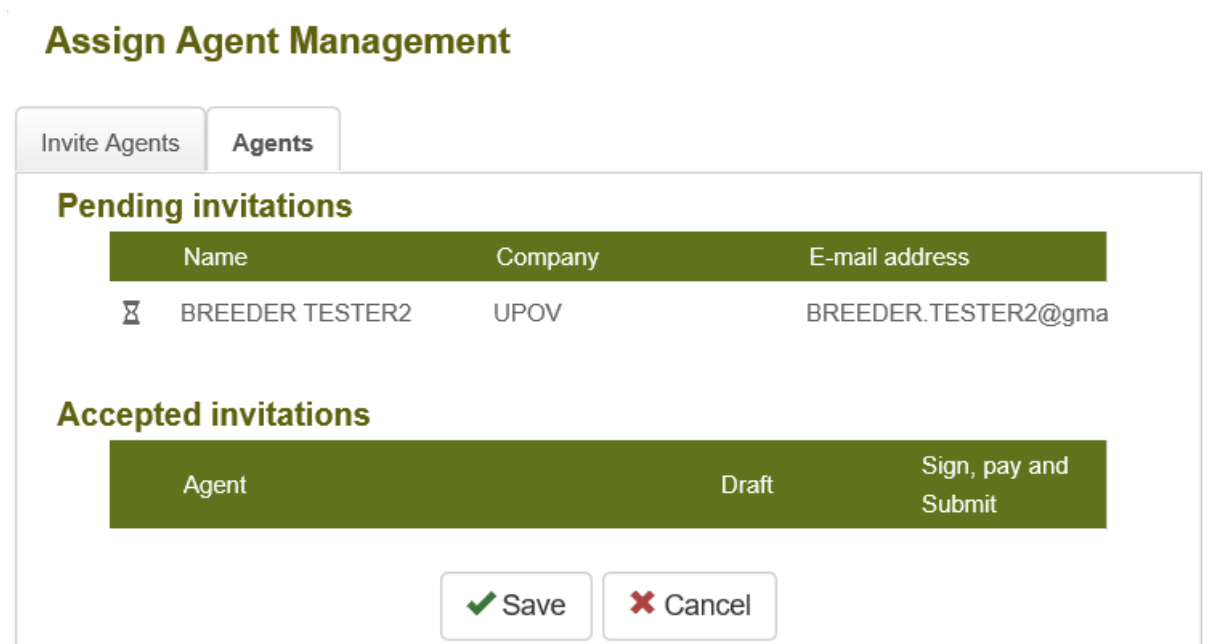 Assign Agent Management
Invite Agents Agents
Pending invitations
Name Company E-mail address
BREEDER TESTER2 UPOV BREEDER.TESTER2@gma
Accepted invitations
Agent Draft Sign, pay and
Submit
Save Cancel